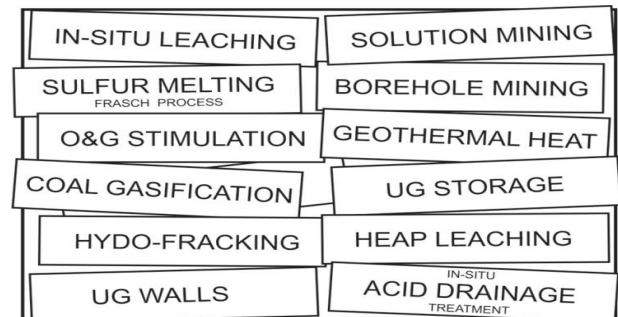 IN-SITU LEACHING
SOLUTION MINING
SULFUR MELTING
FRASCH PROCESS
BOREHOLE MINING
O&G STIMULATION
GEOTHERMAL HEAT
COAL GASIFICATION
UG STORAGE
HYDO-FRACKING
HEAP LEACHING
UG WALLS
IN-SITU
ACID DRAINAGE
TREATMENT